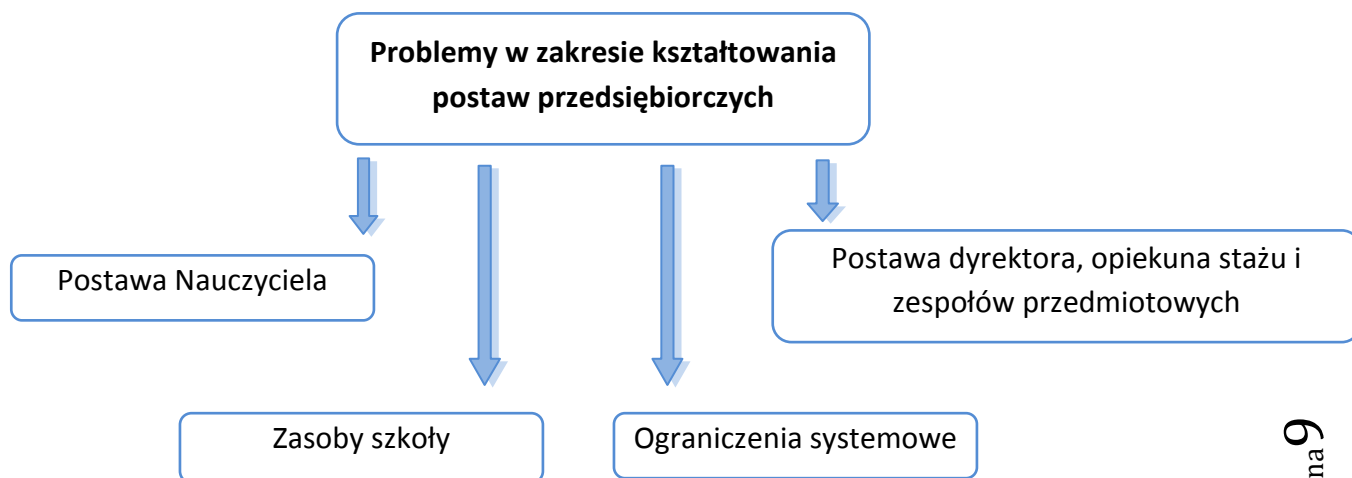 Problemy w zakresie kształtowania
postaw przedsiębiorczych
Postawa Nauczyciela
Postawa dyrektora, opiekuna stażu i
zespołów przedmiotowych
Zasoby szkoły
Ograniczenia systemowe
na 9